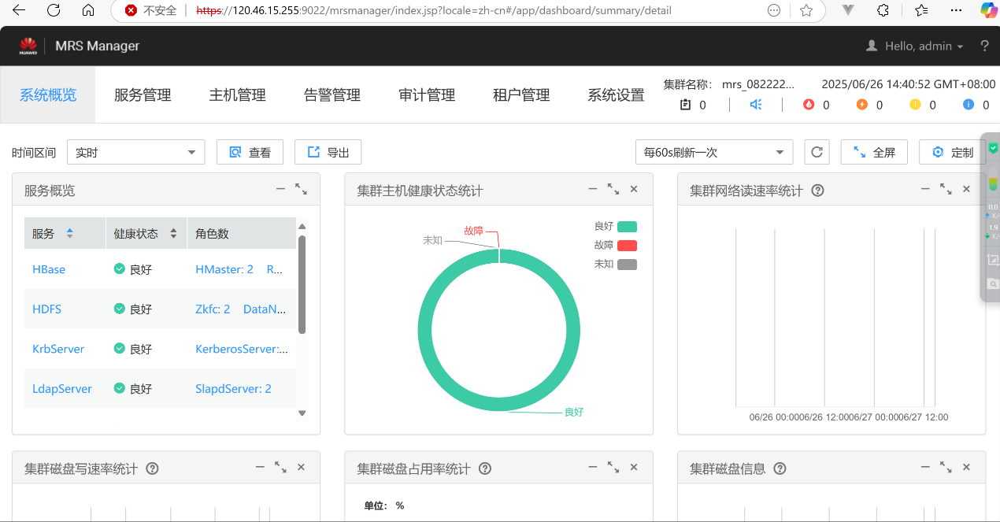 不安全 https://120.46.15.255:9022/mrsmanager/index.jsp?locale=zh-cn#/app/dashboard/summary/detail
HUAWEI MRS Manager Hello, admin ?
系统概览 服务管理 主机管理 告警管理 审计管理 租户管理 系统设置
集群名称: mrs_082222... 2025/06/26 14:40:52 GMT+08:00
0 0 0 0 0
时间区间 实时 查看 导出 每60s刷新一次 全屏 定制
服务概览
服务 健康状态 角色数
HBase 良好 HMaster: 2 R...
HDFS 良好 Zkfc: 2 DataN...
KrbServer 良好 KerberosServer:...
LdapServer 良好 SlapdServer: 2
集群主机健康状态统计
良好
故障
未知
故障
未知
良好
集群网络读速率统计 ?
06/26 00:0006/26 12:0006/27 00:0006/27 12:00
0.0
K/
1.9
K/
集群磁盘写速率统计 ?
集群磁盘占用率统计 ?
单位: %
集群磁盘信息 ?